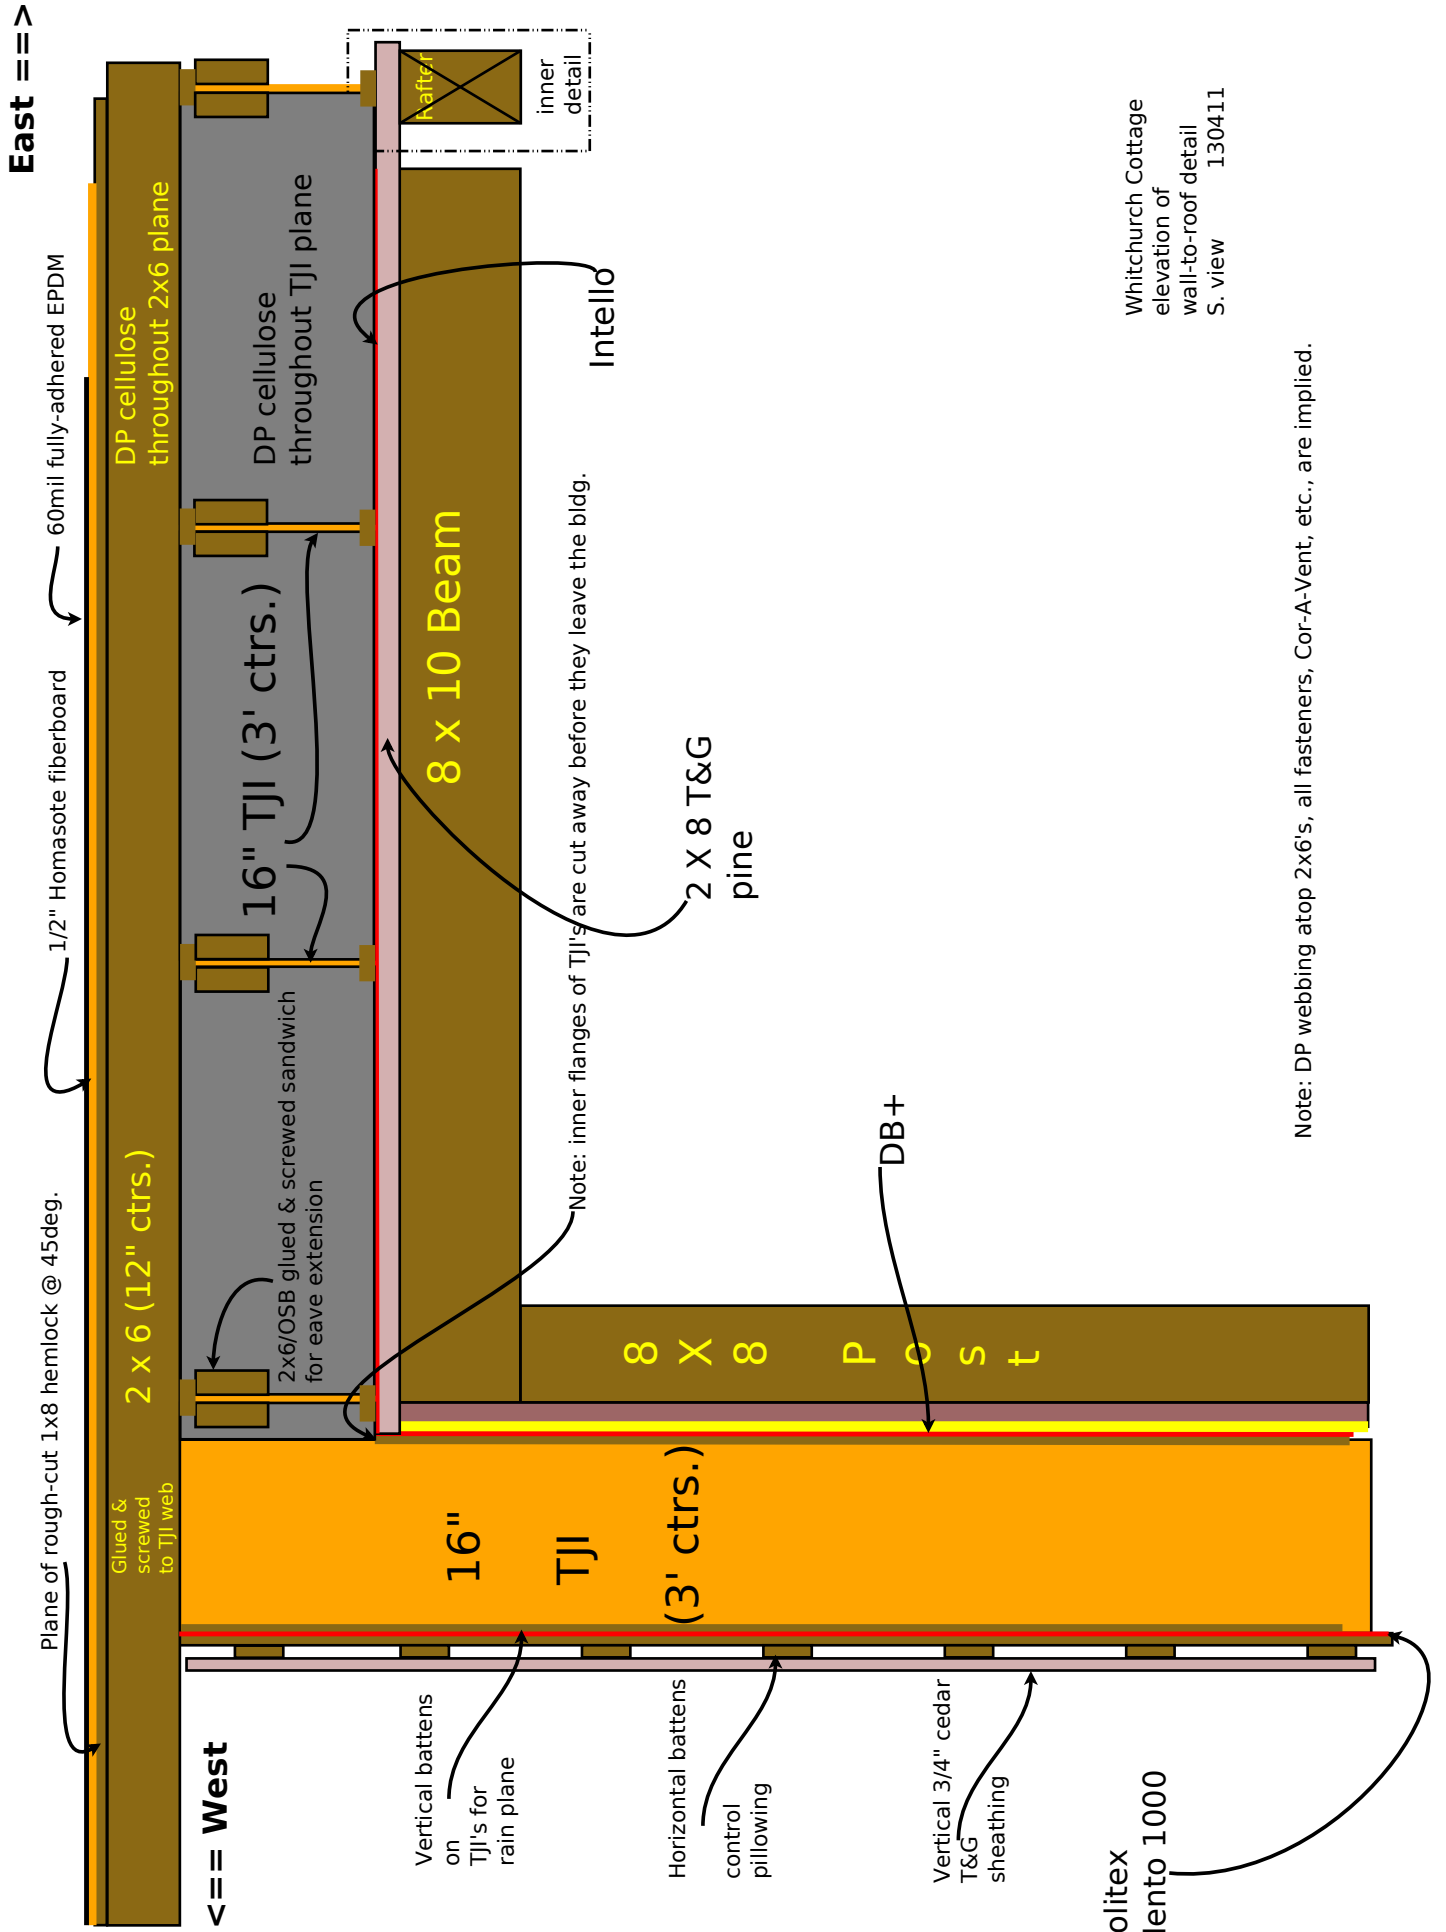 East ==>
60mil fully-adhered EPDM
1/2" Homasote fiberboard
Plane of rough-cut 1x8 hemlock @ 45deg.
DP cellulose
throughout 2x6 plane
2 x 6 (12" ctrs.)
Glued &
screwed
to TJI web
<== West
DP cellulose
throughout TJI plane
16" TJI (3' ctrs.)
2x6/OSB glued & screwed sandwich
for eave extension
Rafter
inner
detail
8 x 10 Beam
Intello
Note: inner flanges of TJI's are cut away before they leave the bldg.
2 X 8 T&G
pine
8
X
8
P
o
s
t
DB+
16"
TJI
(3' ctrs.)
Vertical battens
on
TJI's for
rain plane
Horizontal battens
control
pillowing
Vertical 3/4" cedar
T&G
sheathing
olitex
lento 1000
Whitchurch Cottage
elevation of
wall-to-roof detail
S. view 130411
Note: DP webbing atop 2x6's, all fasteners, Cor-A-Vent, etc., are implied.